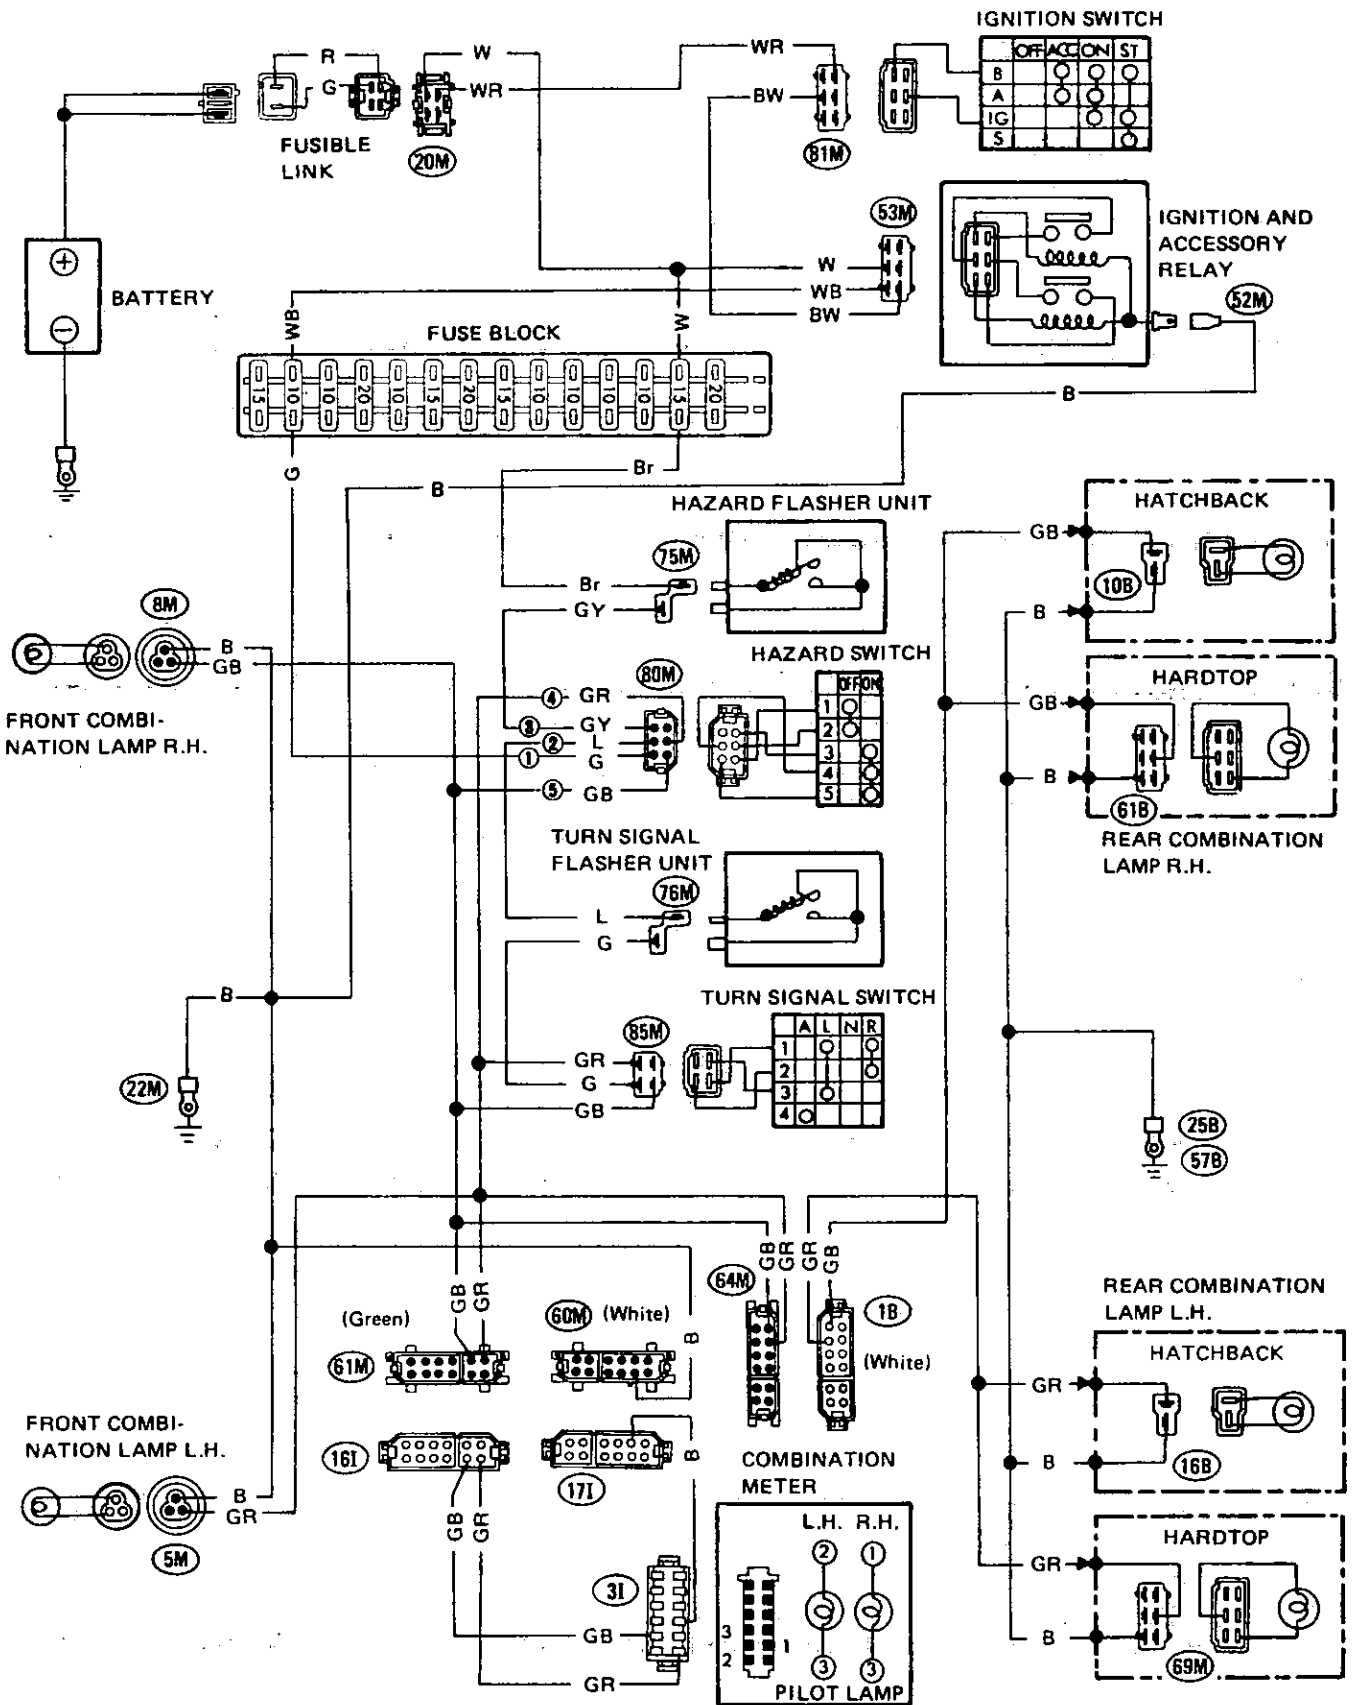 IGNITION SWITCH
OFF ACC ON ST
B
A
IG
S
R
G
W
WR
WR
BW
FUSIBLE
LINK
20M
81M
53M
IGNITION AND
ACCESSORY
RELAY
52M
+
BATTERY
−
W
WB
BW
WB
W
FUSE BLOCK
15 10 10 20 10 15 20 15 10 10 10 15 20
B
G
Br
B
HAZARD FLASHER UNIT
75M
Br
GY
HATCHBACK
GB
10B
B
8M
B
GB
FRONT COMBI-
NATION LAMP R.H.
HAZARD SWITCH
80M
OFF ON
1
2
3
4
5
4 GR
3 GY
2 L
1 G
5 GB
HARDTOP
GB
B
61B
REAR COMBINATION
LAMP R.H.
TURN SIGNAL
FLASHER UNIT
76M
L
G
B
22M
TURN SIGNAL SWITCH
85M
A L N R
1
2
3
4
GR
G
GB
25B
57B
GB
GR
GR
GB
64M
1B
(White)
GB
GR
(Green)
60M (White)
B
61M
REAR COMBINATION
LAMP L.H.
HATCHBACK
GR
B
16B
FRONT COMBI-
NATION LAMP L.H.
16I
17I
B
B
GR
5M
GB
GR
3I
GB
GR
COMBINATION
METER
L.H. R.H.
2 1
3
2
1
3 3
PILOT LAMP
HARDTOP
GR
B
69M